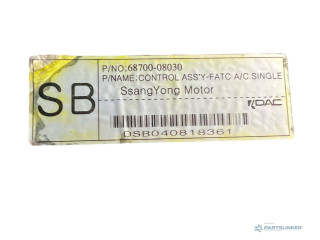 SB
P/NO:68700-08030
P/NAME:CONTROL ASS'Y-FATC A/C.SINGLE
SsangYong Motor
DAC
DSB040818361
PARTSLINKER